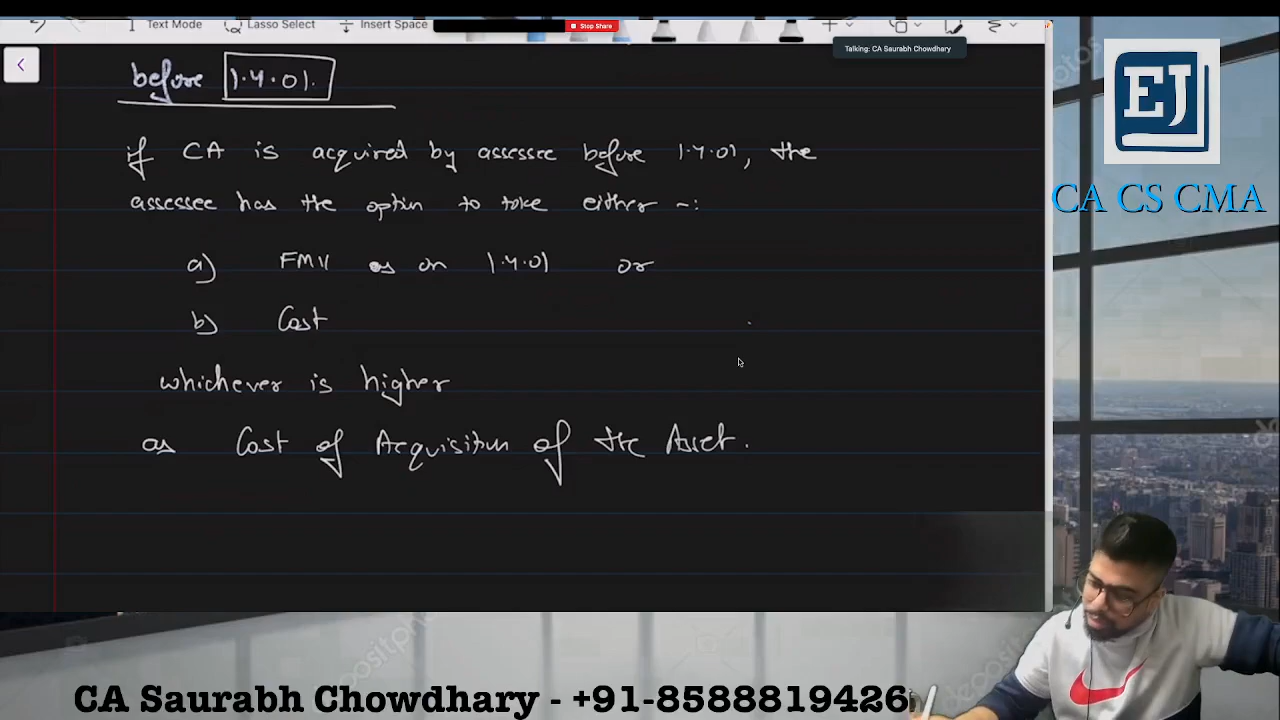 Text Mode
Lasso Select
Insert Space
Stop Share
Talking: CA Saurabh Chowdhary
before 1.4.01.
if CA is acquired by assessee before 1.4.01, the
assessee has the option to take either -:
a) FMV as on 1.4.01 or
b) Cost
whichever is higher
as Cost of Acquisition of the Asset.
EJ
CA CS CMA
CA Saurabh Chowdhary - +91-8588819426